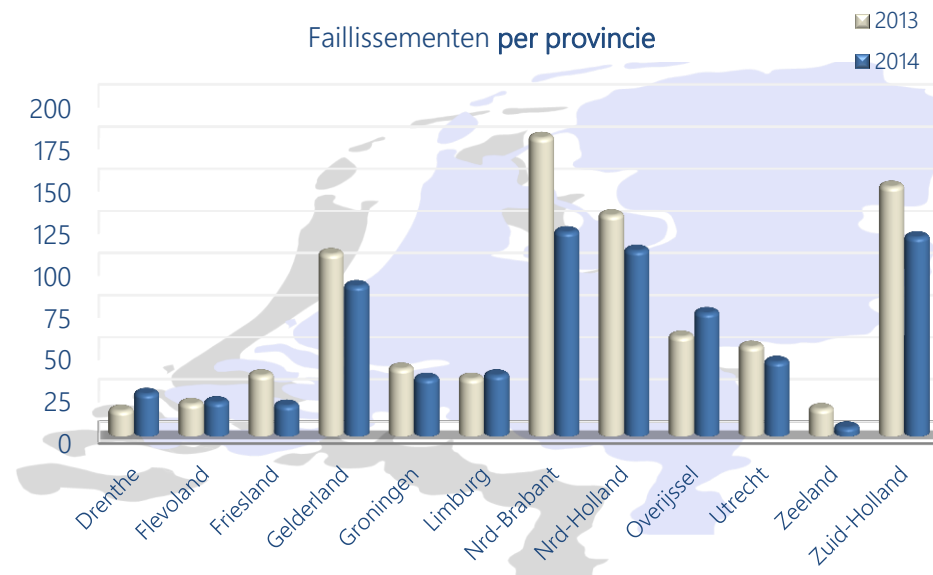 Faillissementen per provincie
2013
2014
200
175
150
125
100
75
50
25
0
Drenthe
Flevoland
Friesland
Gelderland
Groningen
Limburg
Nrd-Brabant
Nrd-Holland
Overijssel
Utrecht
Zeeland
Zuid-Holland